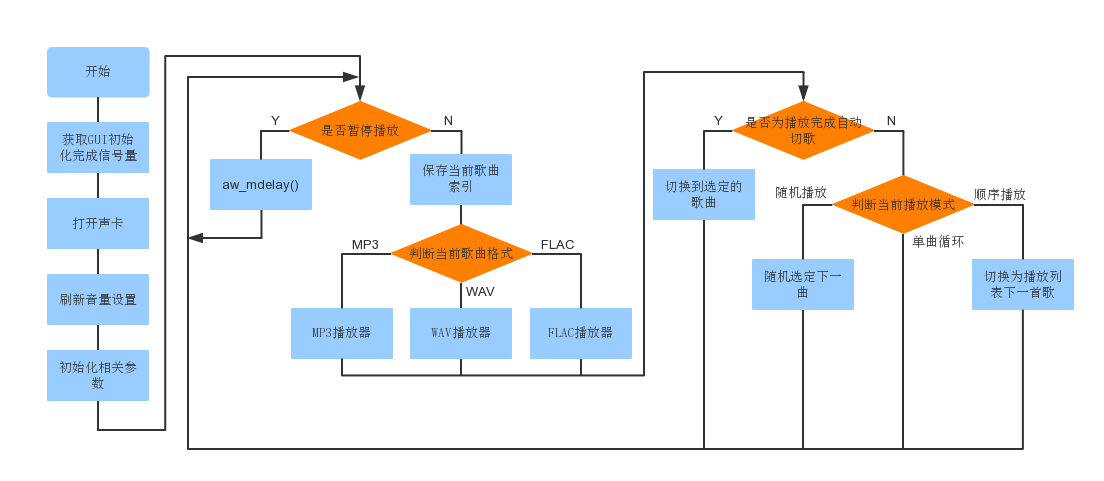 开始
获取GUI初始
化完成信号量
打开声卡
刷新音量设置
初始化相关参
数
Y
是否暂停播放
N
aw_mdelay()
保存当前歌曲
索引
MP3
判断当前歌曲格式
FLAC
WAV
MP3播放器
WAV播放器
FLAC播放器
Y
是否为播放完成自动
切歌
N
切换到选定的
歌曲
随机播放
判断当前播放模式
顺序播放
单曲循环
随机选定下一
曲
切换为播放列
表下一首歌